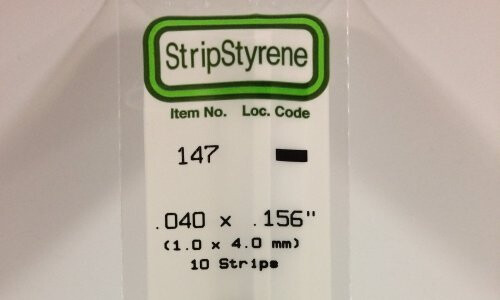 StripStyrene
Item No. Loc. Code
147
.040 x .156"
(1.0 x 4.0 mm)
10 Strips